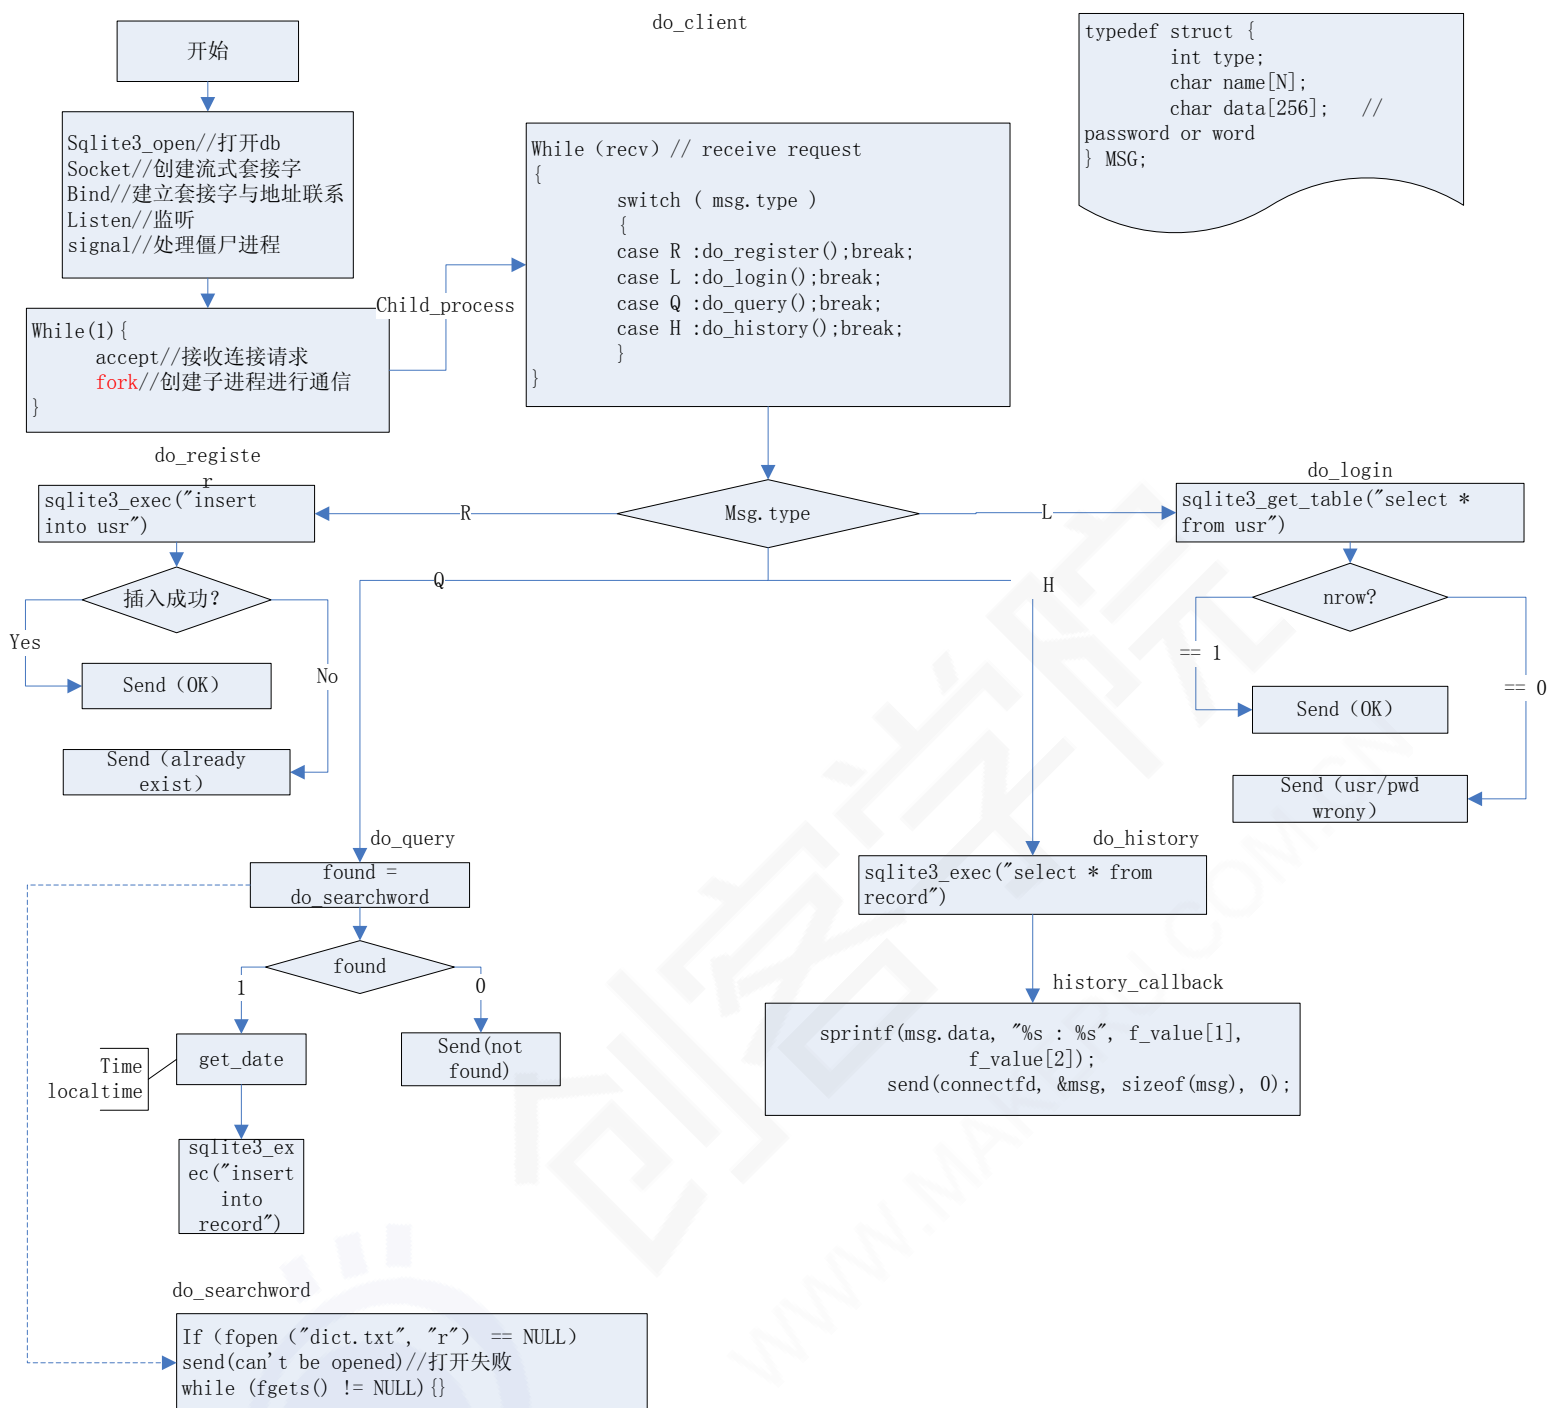 do_client
开始
typedef struct {
int type;
char name[N];
char data[256];   //
password or word
} MSG;
Sqlite3_open//打开db
Socket//创建流式套接字
Bind//建立套接字与地址联系
Listen//监听
signal//处理僵尸进程
While(1){
accept//接收连接请求
fork//创建子进程进行通信
}
Child_process
While（recv）// receive request
{
switch ( msg.type )
{
case R :do_register();break;
case L :do_login();break;
case Q :do_query();break;
case H :do_history();break;
}
}
do_registe
r
sqlite3_exec("insert
into usr")
R
Msg.type
L
do_login
sqlite3_get_table("select *
from usr")
Q
H
插入成功?
Yes
No
Send（OK）
Send（already
exist）
nrow?
== 1
== 0
Send（OK）
Send（usr/pwd
wrony）
do_query
found =
do_searchword
found
1
0
get_date
Time
localtime
Send(not
found)
sqlite3_ex
ec("insert
into
record")
do_history
sqlite3_exec("select * from
record")
history_callback
sprintf(msg.data, "%s : %s", f_value[1],
f_value[2]);
send(connectfd, &msg, sizeof(msg), 0);
do_searchword
If（fopen（"dict.txt", "r"） == NULL）
send(can't be opened)//打开失败
while (fgets() != NULL){}
创客学院